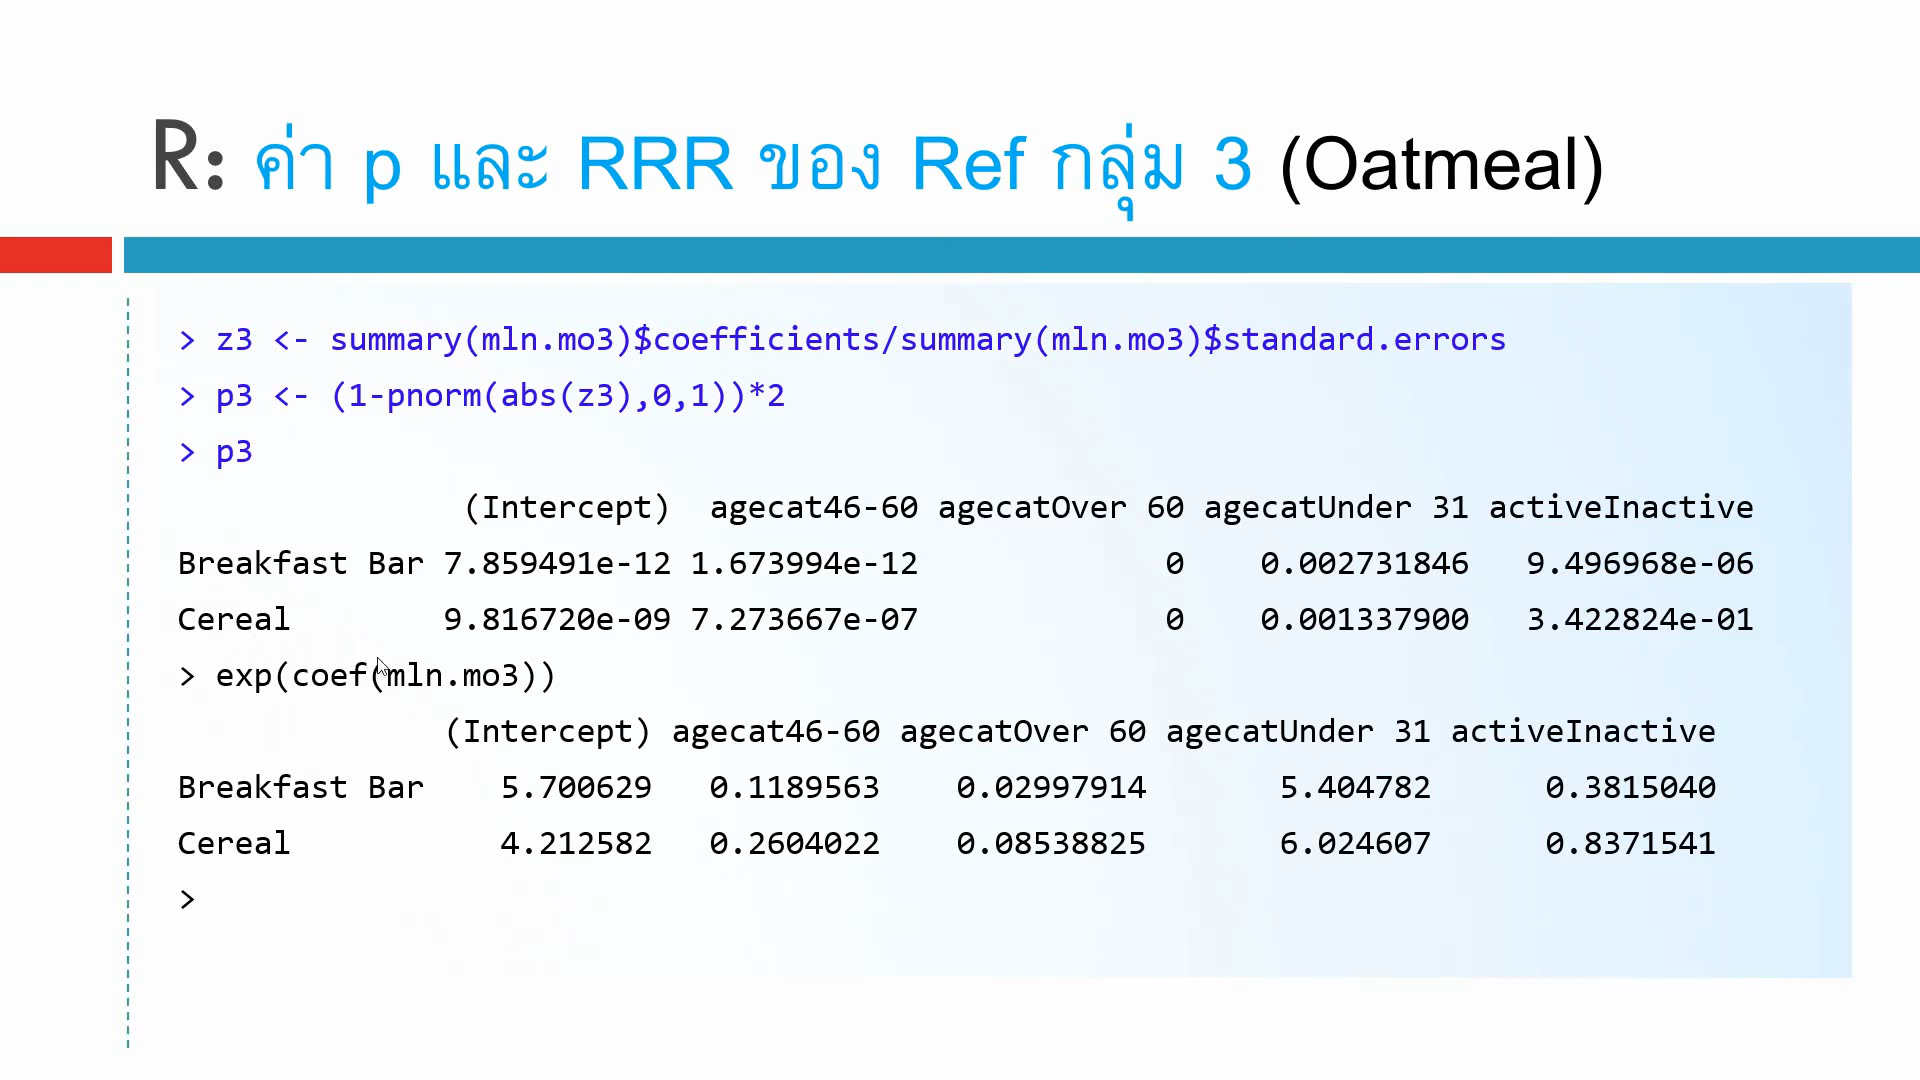 R: ค่า p และ RRR ของ Ref กลุ่ม 3 (Oatmeal)
> z3 <- summary(mln.mo3)$coefficients/summary(mln.mo3)$standard.errors
> p3 <- (1-pnorm(abs(z3),0,1))*2
> p3
(Intercept) agecat46-60 agecatOver 60 agecatUnder 31 activeInactive
Breakfast Bar 7.859491e-12 1.673994e-12 0 0.002731846 9.496968e-06
Cereal 9.816720e-09 7.273667e-07 0 0.001337900 3.422824e-01
> exp(coef(mln.mo3))
(Intercept) agecat46-60 agecatOver 60 agecatUnder 31 activeInactive
Breakfast Bar 5.700629 0.1189563 0.02997914 5.404782 0.3815040
Cereal 4.212582 0.2604022 0.08538825 6.024607 0.8371541
>